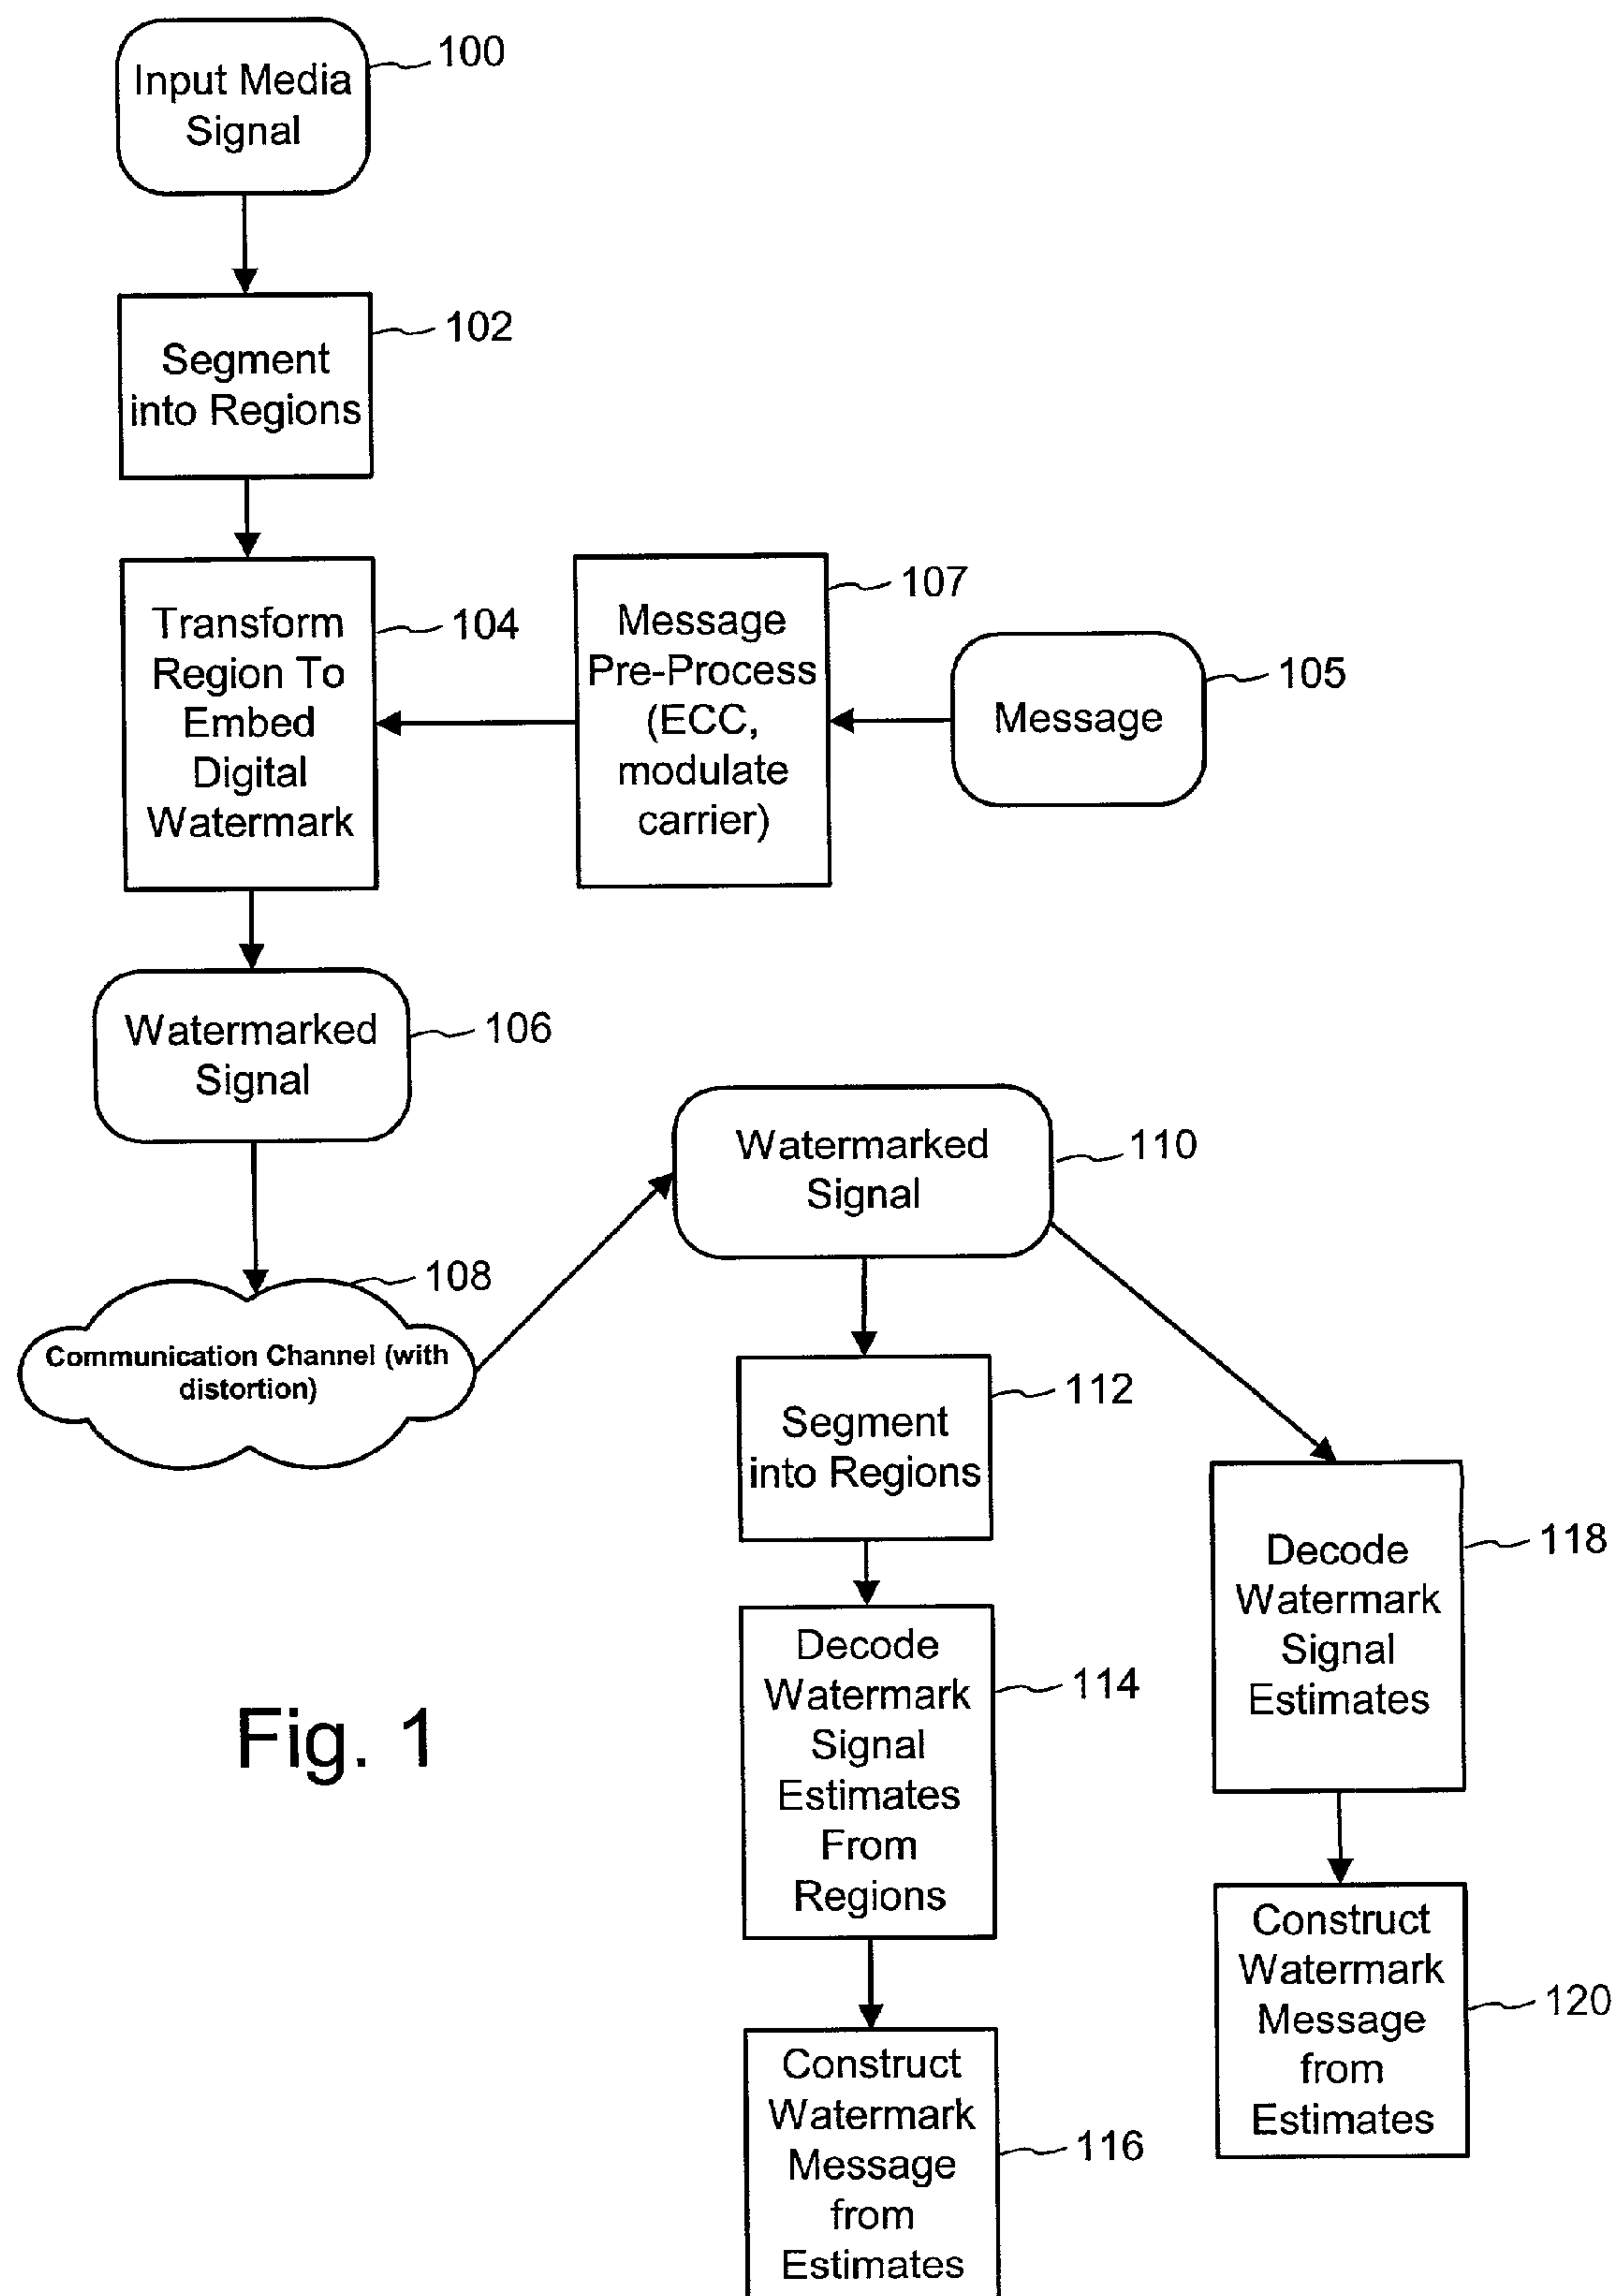 Input Media
Signal
100
Segment
into Regions
102
Transform
Region To
Embed
Digital
Watermark
104
Message
Pre-Process
(ECC,
modulate
carrier)
107
Message
105
Watermarked
Signal
106
Communication Channel (with
distortion)
108
Watermarked
Signal
110
Segment
into Regions
112
Decode
Watermark
Signal
Estimates
From
Regions
114
Construct
Watermark
Message
from
Estimates
116
Decode
Watermark
Signal
Estimates
118
Construct
Watermark
Message
from
Estimates
120
Fig. 1